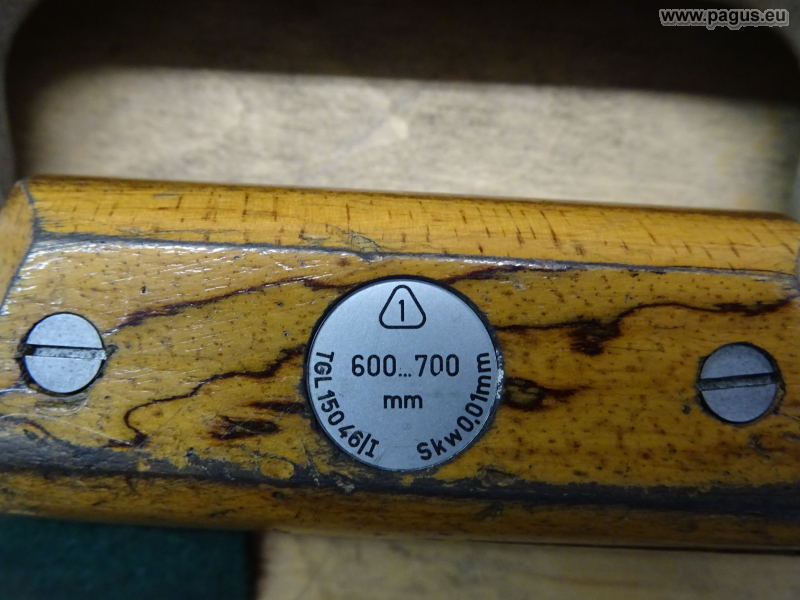 www.pagus.eu
1
600...700
mm
TGL 15046/I
Skw 0,01mm